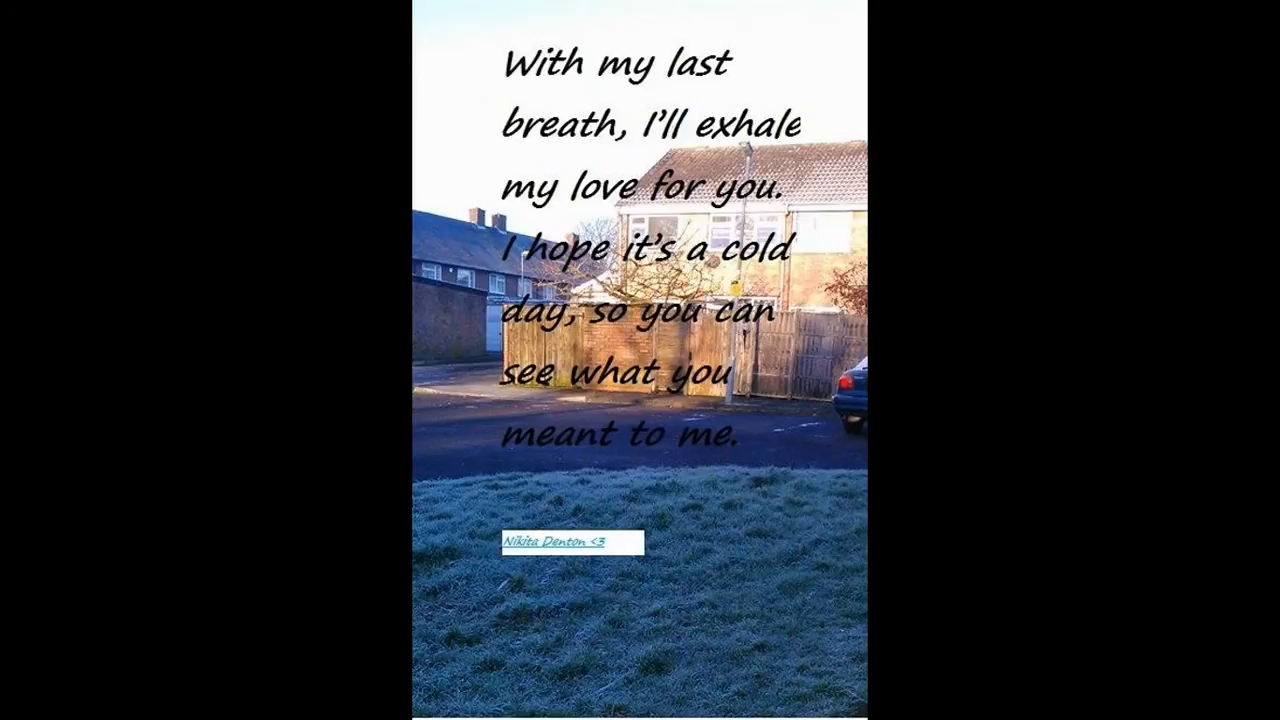 With my last
breath, I'll exhale
my love for you.
I hope it's a cold
day, so you can
see what you
meant to me.
Nikita Denton <3